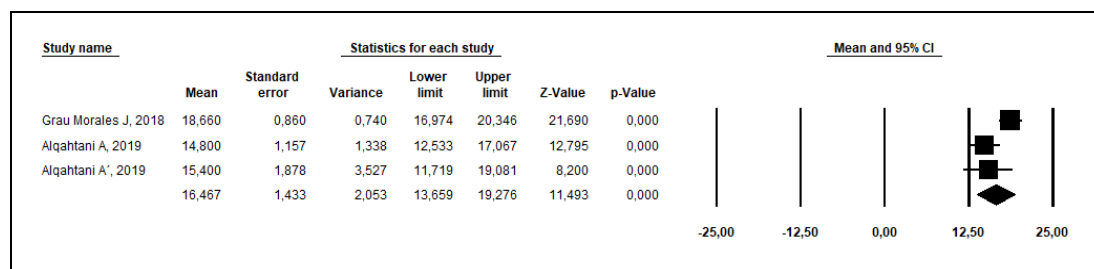 Study name Statistics for each study Mean and 95% CI
Standard Lower Upper
Mean error Variance limit limit Z-Value p-Value
Grau Morales J, 2018 18,660 0,860 0,740 16,974 20,346 21,690 0,000
Alqahtani A, 2019 14,800 1,157 1,338 12,533 17,067 12,795 0,000
Alqahtani A´, 2019 15,400 1,878 3,527 11,719 19,081 8,200 0,000
16,467 1,433 2,053 13,659 19,276 11,493 0,000
-25,00 -12,50 0,00 12,50 25,00